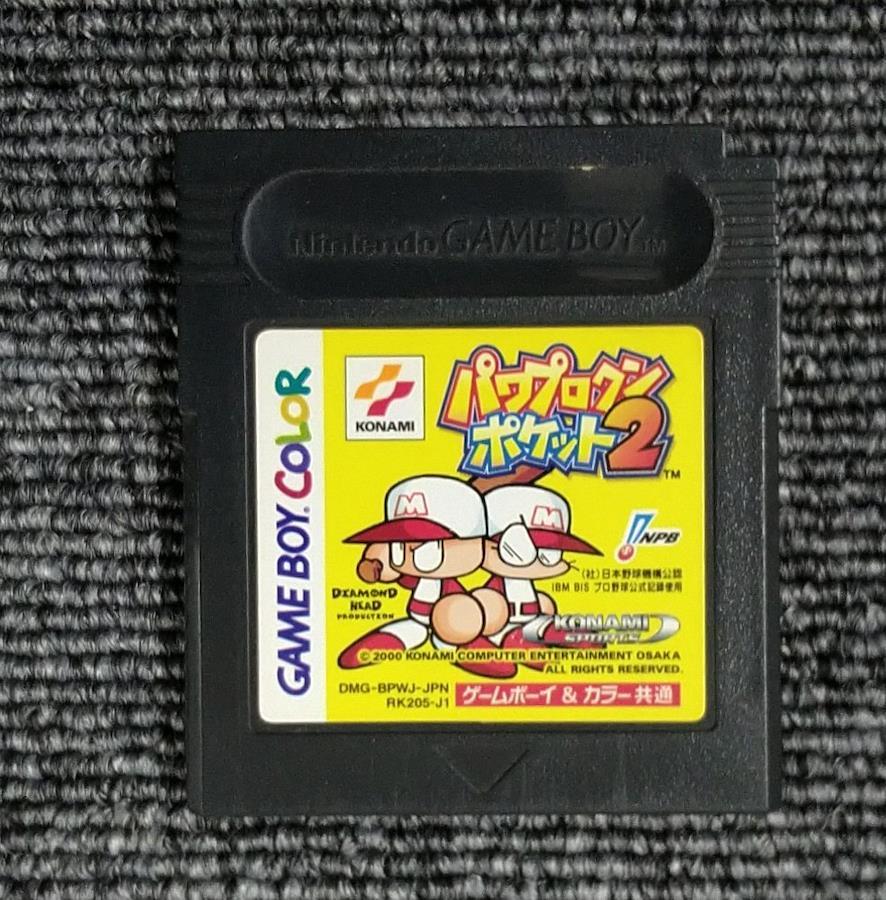 Nintendo GAME BOY TM
GAME BOY COLOR
KONAMI
パワプロクン
ポケット2
TM
M
M
NPB
(社)日本野球機構公認
IBM BIS プロ野球公式記録使用
DIAMOND
HEAD
PRODUCTION
KONAMI
SPORTS
© 2000 KONAMI COMPUTER ENTERTAINMENT OSAKA
ALL RIGHTS RESERVED.
DMG-BPWJ-JPN
RK205-J1
ゲームボーイ & カラー共通